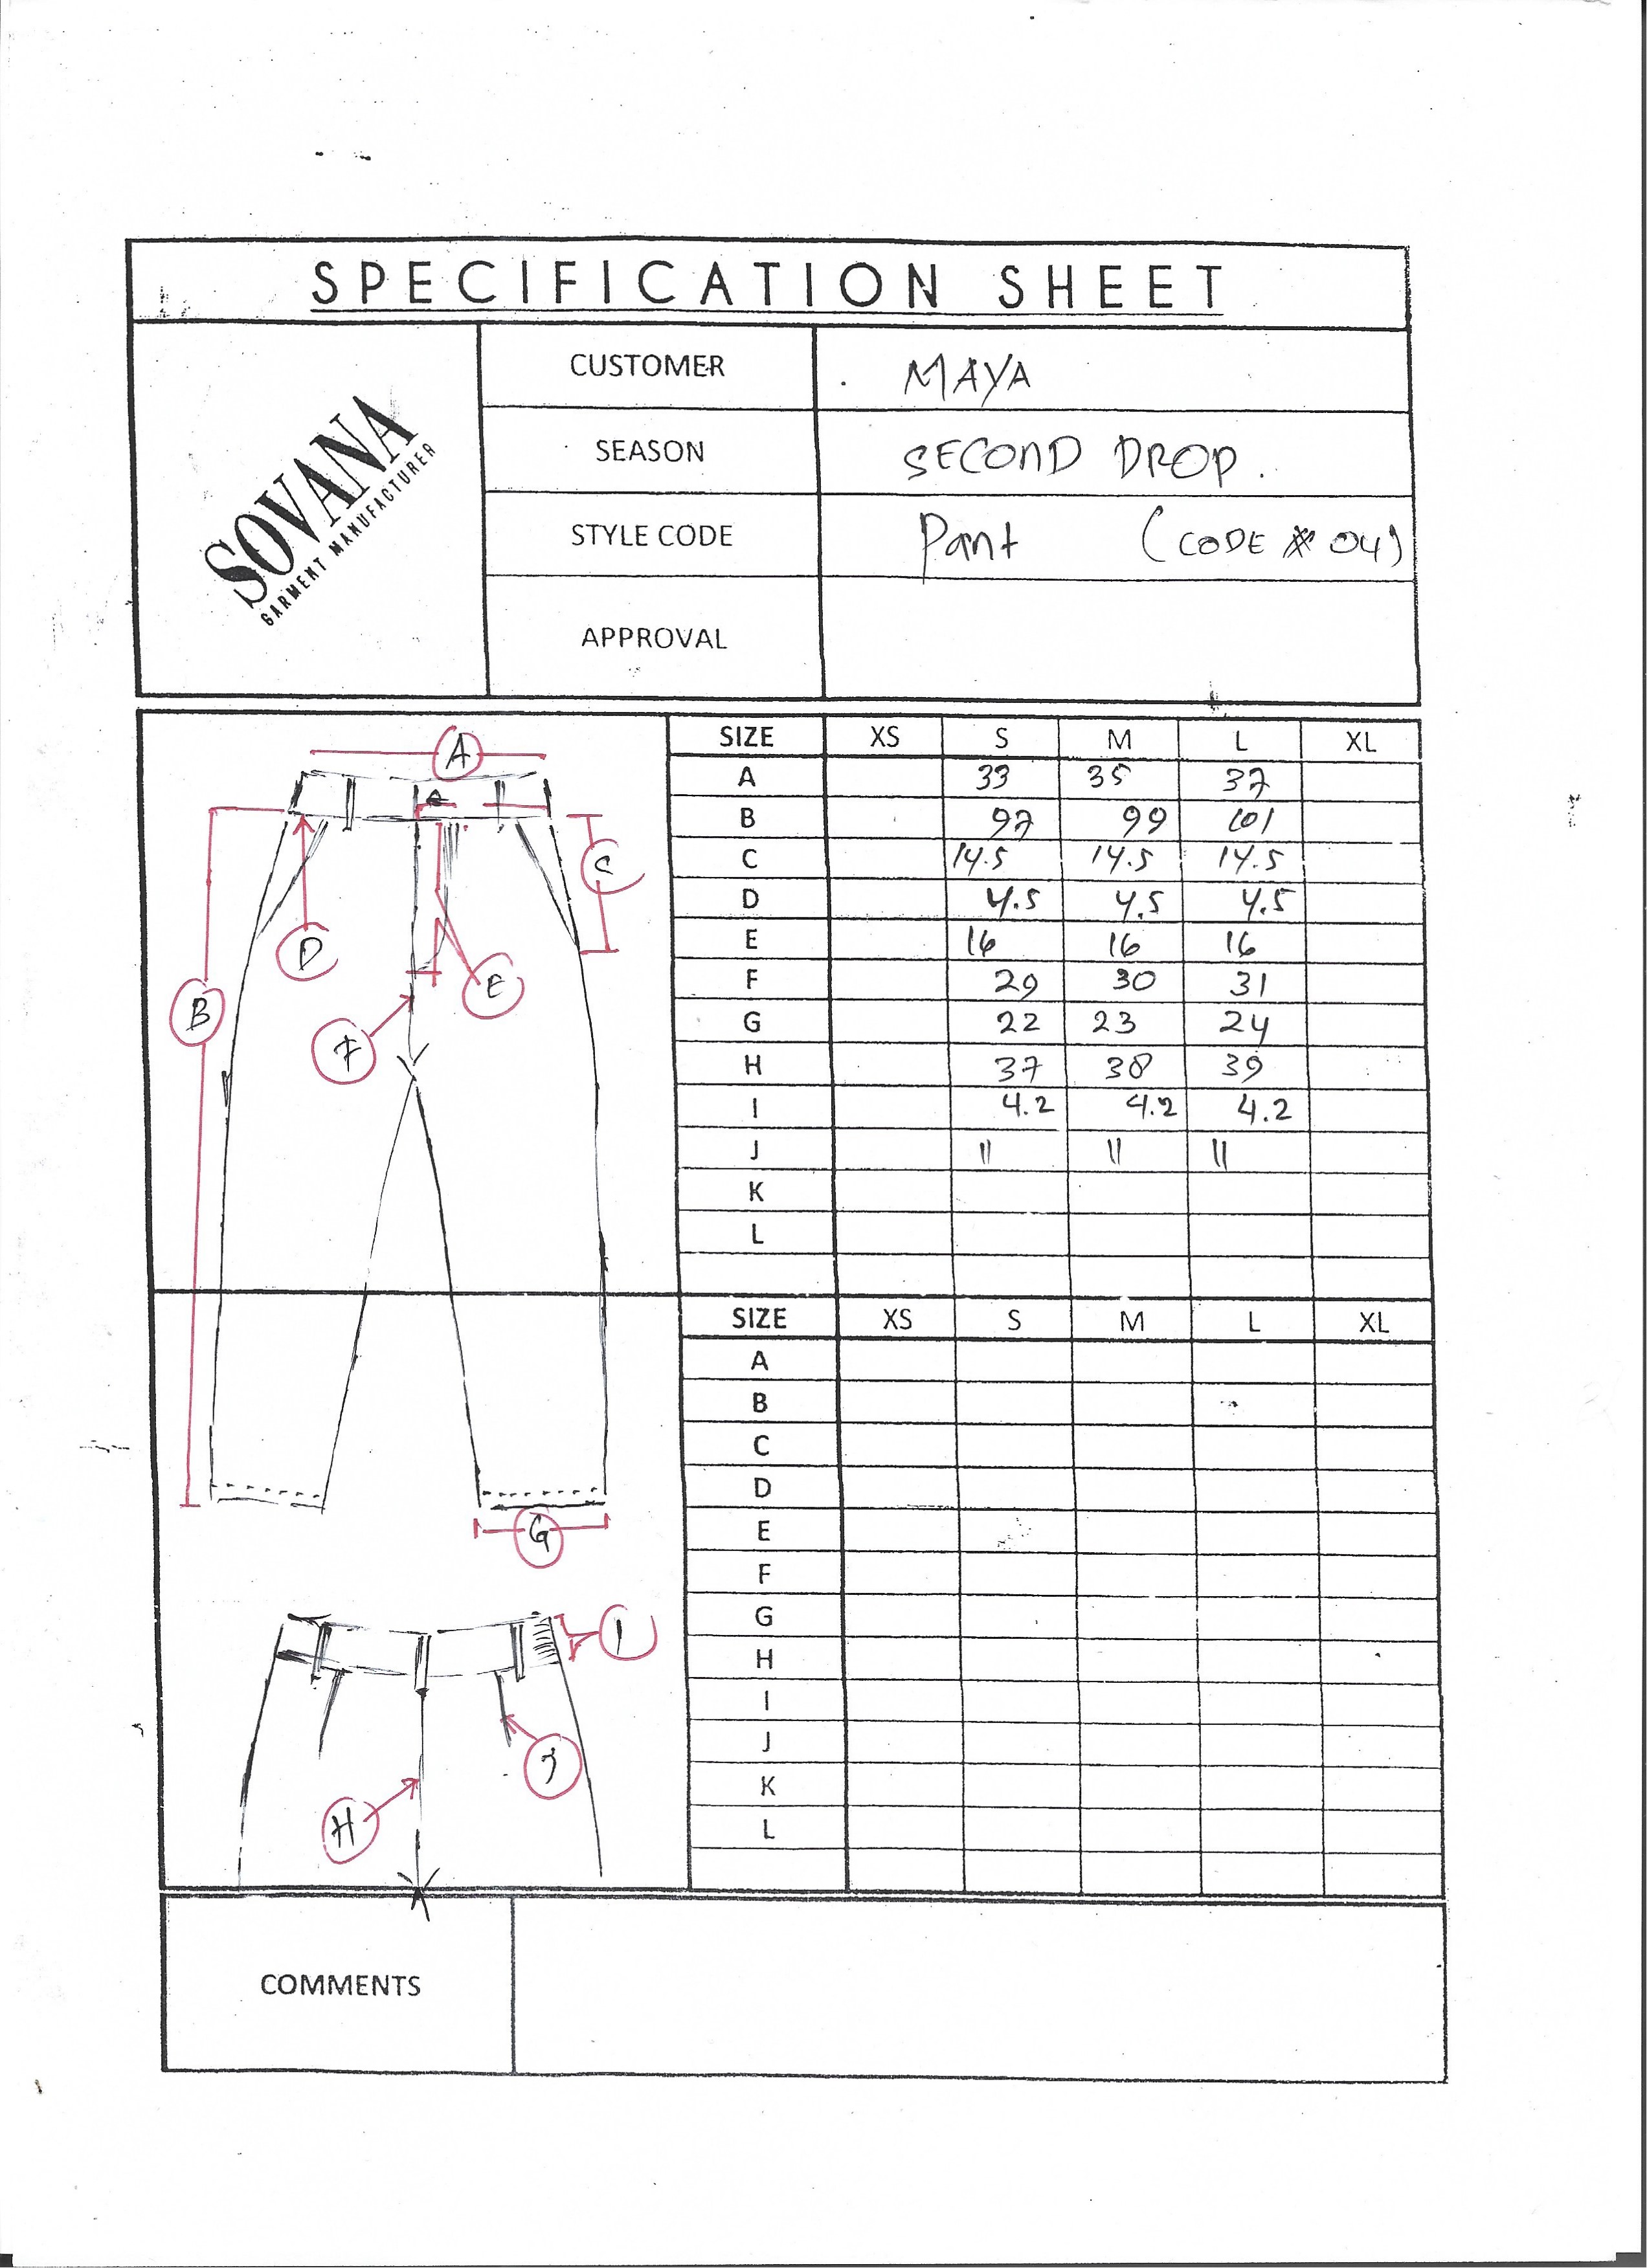 SPECIFICATION SHEET
SOVANA
GARMENT MANUFACTURER
CUSTOMER MAYA
SEASON SECOND DROP.
STYLE CODE Pant (CODE # 04)
APPROVAL
A
B
C
D
E
F
G
I
J
H
SIZE XS S M L XL
A 33 35 37
B 97 99 101
C 14.5 14.5 14.5
D 4.5 4.5 4.5
E 16 16 16
F 29 30 31
G 22 23 24
H 37 38 39
I 4.2 4.2 4.2
J 11 11 11
K
L
SIZE XS S M L XL
A
B
C
D
E
F
G
H
I
J
K
L
COMMENTS